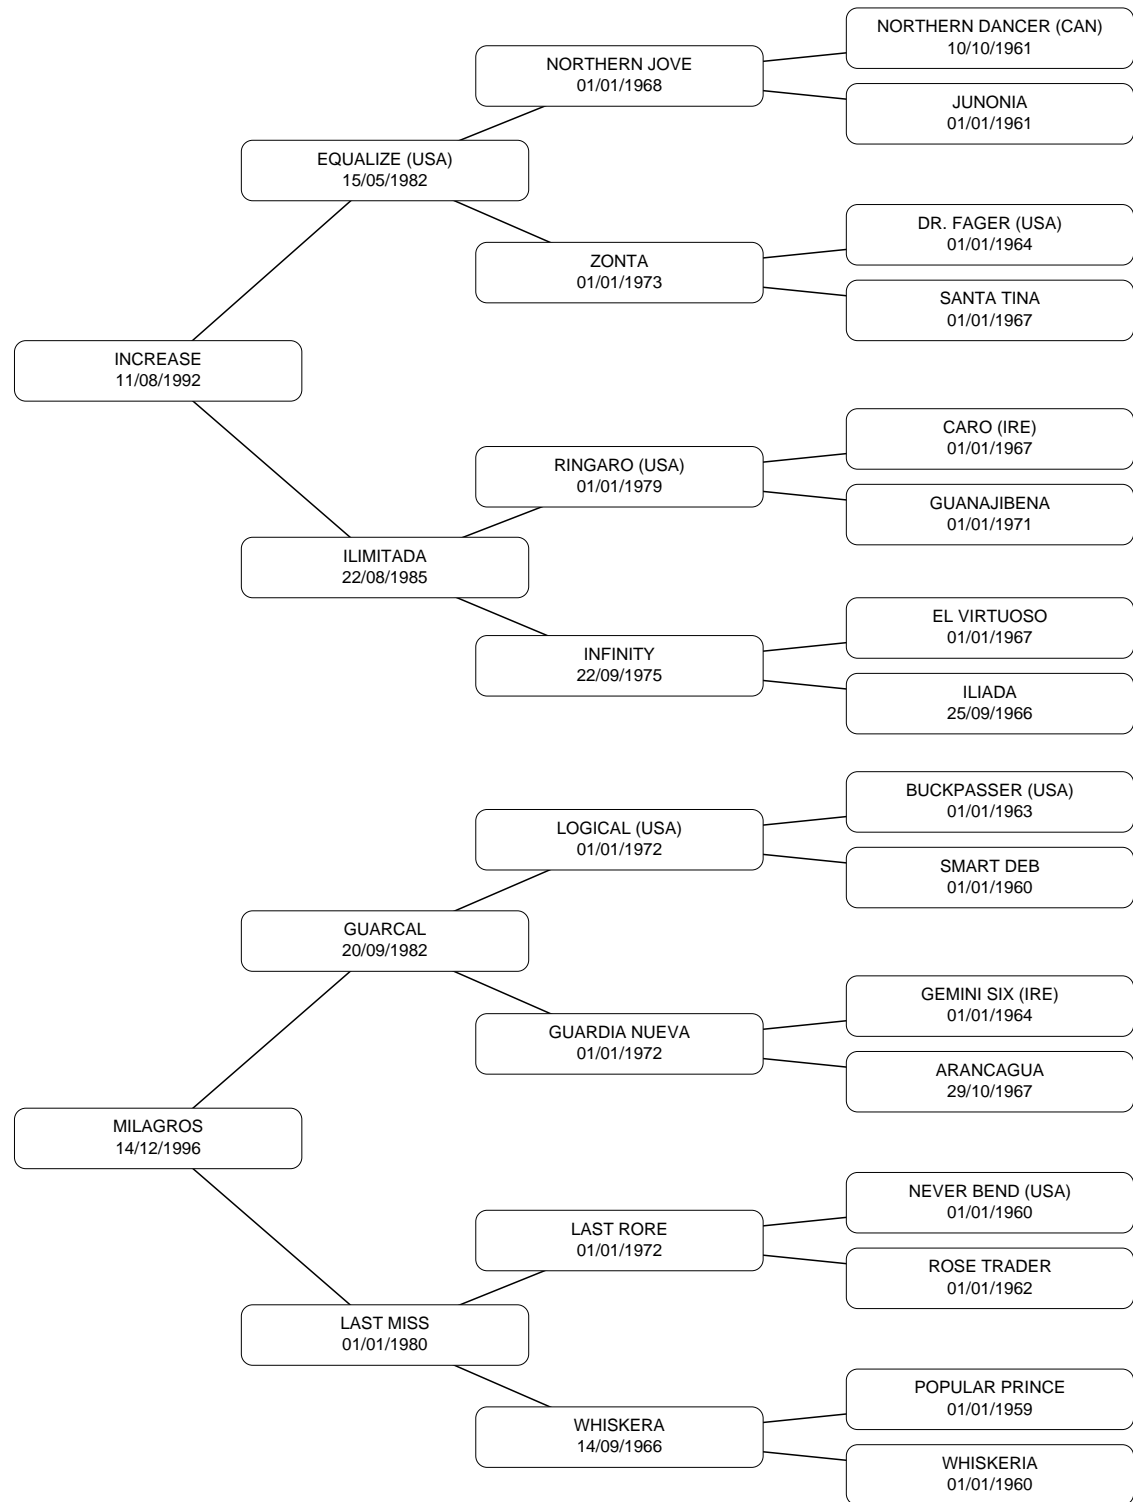 NORTHERN DANCER (CAN)
10/10/1961
NORTHERN JOVE
01/01/1968
JUNONIA
01/01/1961
EQUALIZE (USA)
15/05/1982
DR. FAGER (USA)
01/01/1964
ZONTA
01/01/1973
SANTA TINA
01/01/1967
INCREASE
11/08/1992
CARO (IRE)
01/01/1967
RINGARO (USA)
01/01/1979
GUANAJIBENA
01/01/1971
ILIMITADA
22/08/1985
EL VIRTUOSO
01/01/1967
INFINITY
22/09/1975
ILIADA
25/09/1966
BUCKPASSER (USA)
01/01/1963
LOGICAL (USA)
01/01/1972
SMART DEB
01/01/1960
GUARCAL
20/09/1982
GEMINI SIX (IRE)
01/01/1964
GUARDIA NUEVA
01/01/1972
ARANCAGUA
29/10/1967
MILAGROS
14/12/1996
NEVER BEND (USA)
01/01/1960
LAST RORE
01/01/1972
ROSE TRADER
01/01/1962
LAST MISS
01/01/1980
POPULAR PRINCE
01/01/1959
WHISKERA
14/09/1966
WHISKERIA
01/01/1960